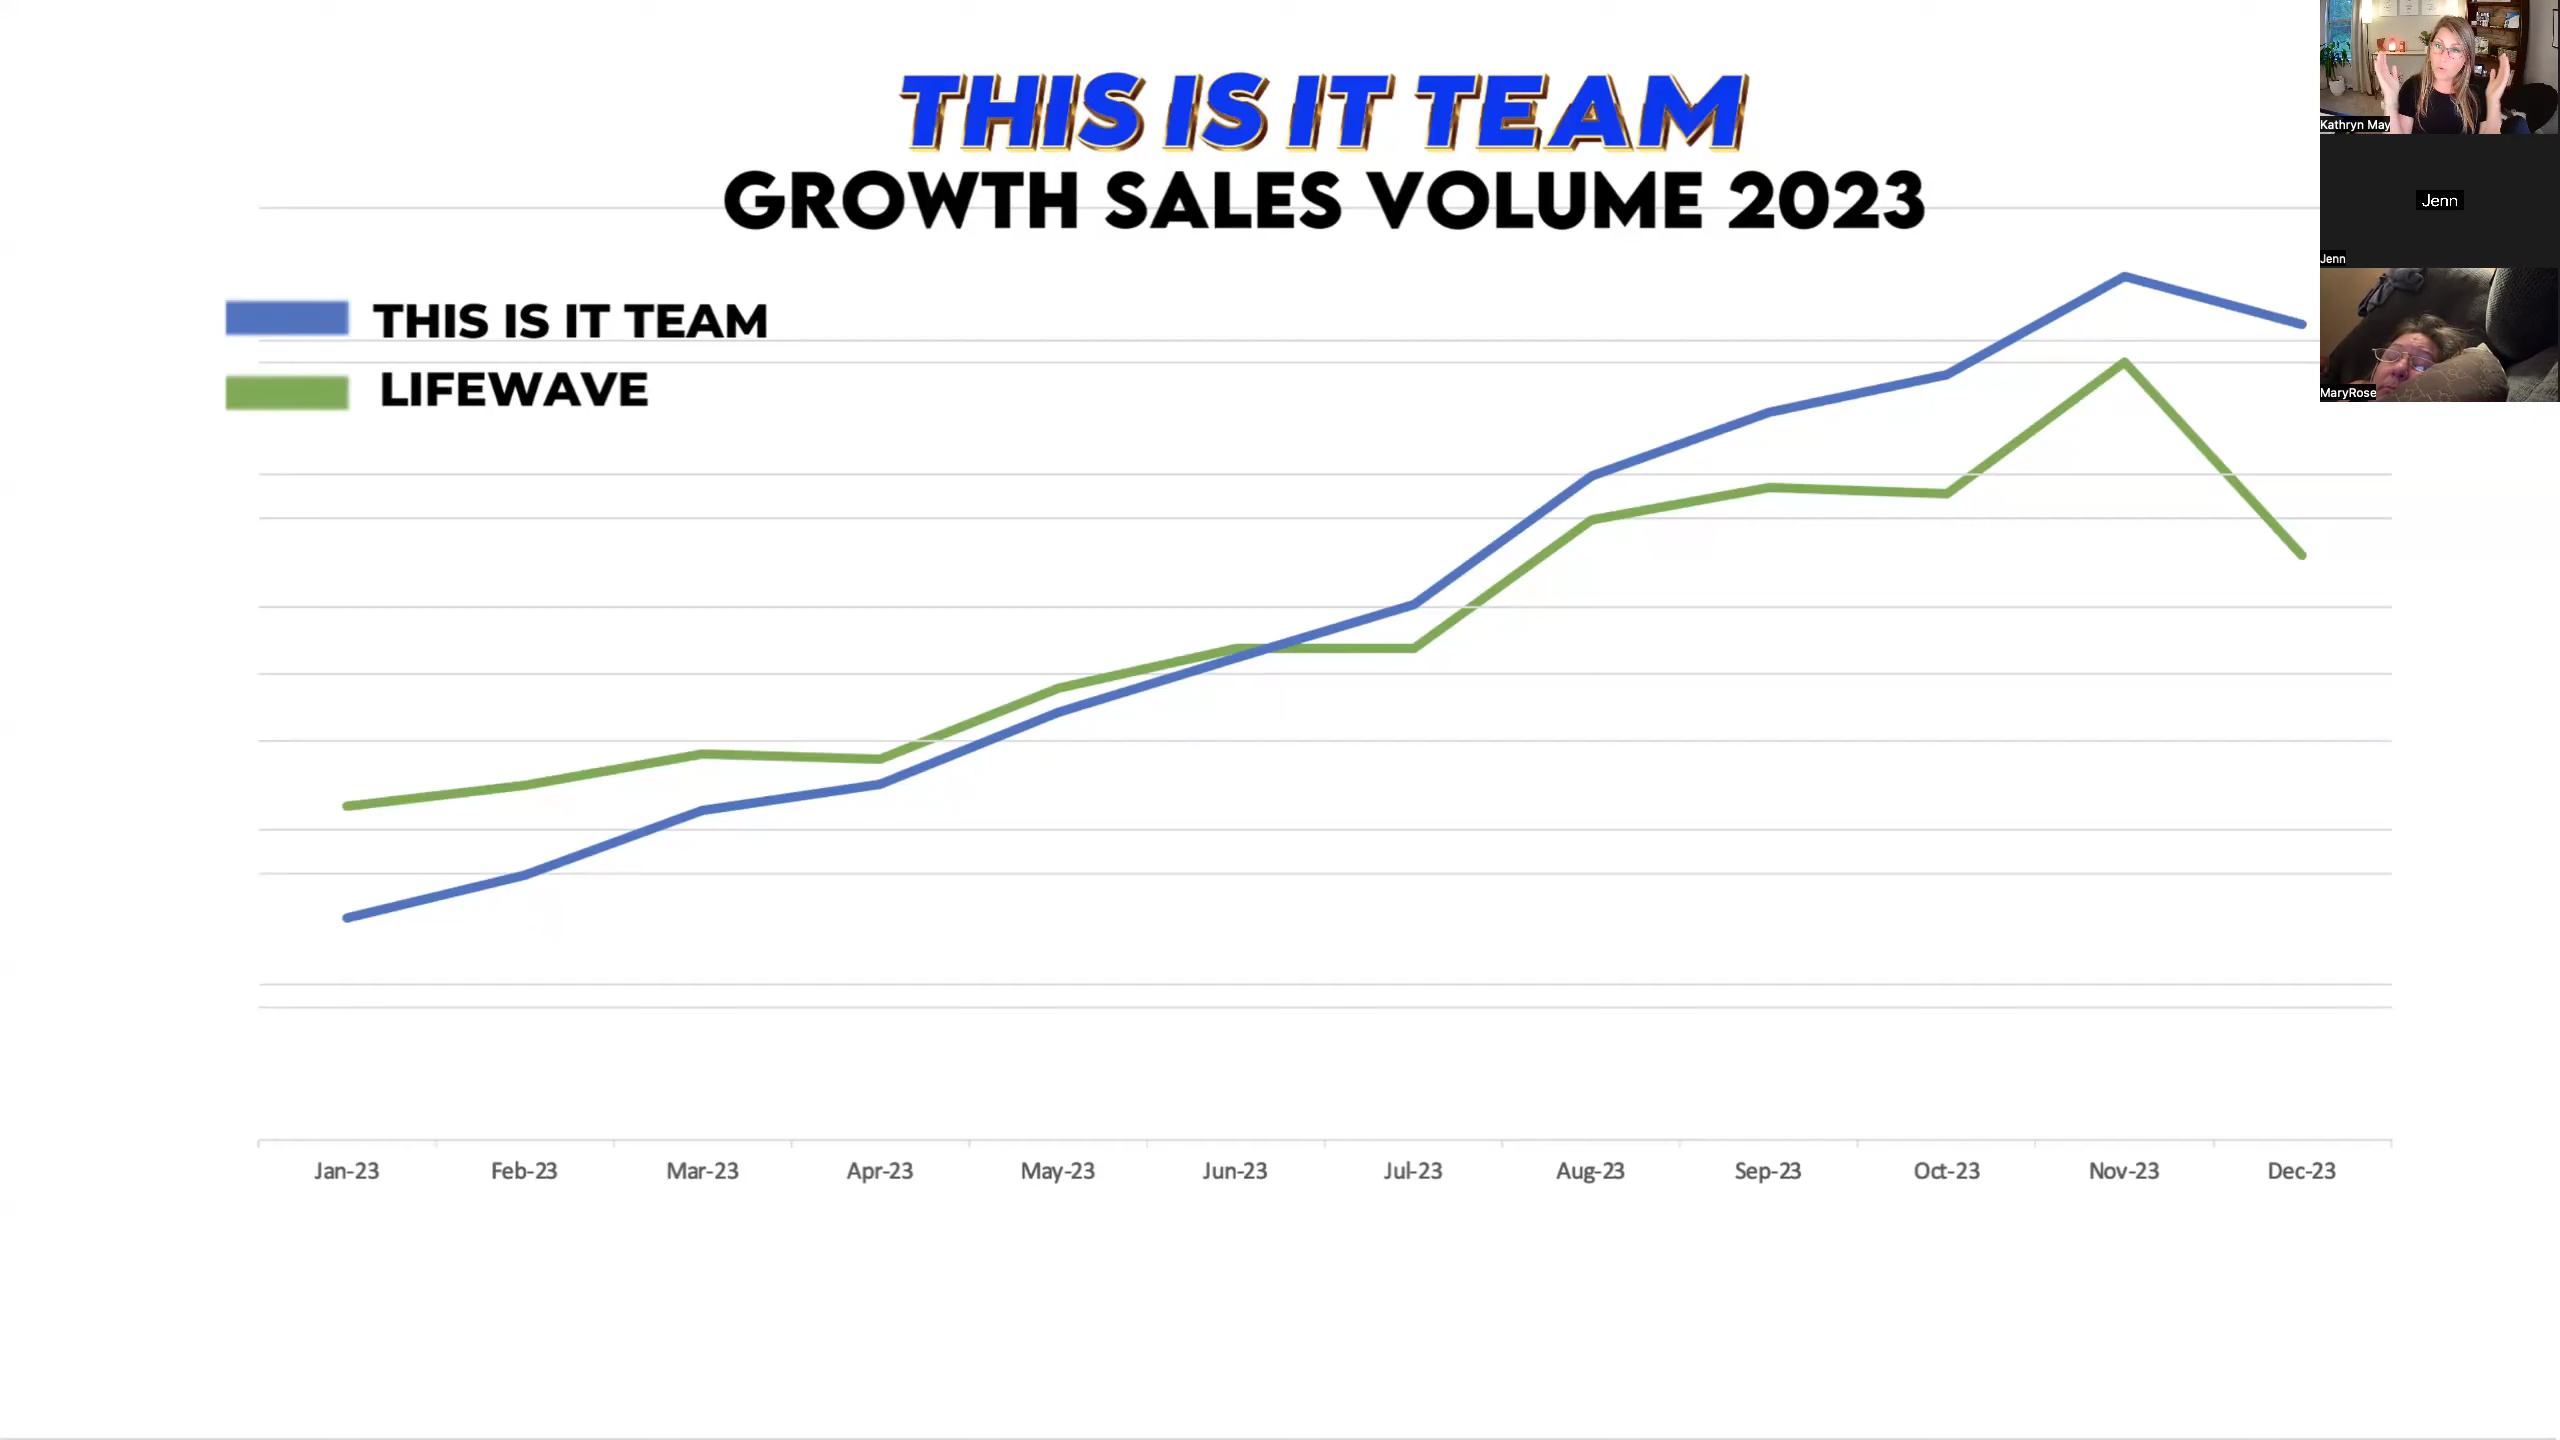 THIS IS IT TEAM
GROWTH SALES VOLUME 2023
THIS IS IT TEAM
LIFEWAVE
Jan-23 Feb-23 Mar-23 Apr-23 May-23 Jun-23 Jul-23 Aug-23 Sep-23 Oct-23 Nov-23 Dec-23
Kathryn May
Jenn
Jenn
MaryRose